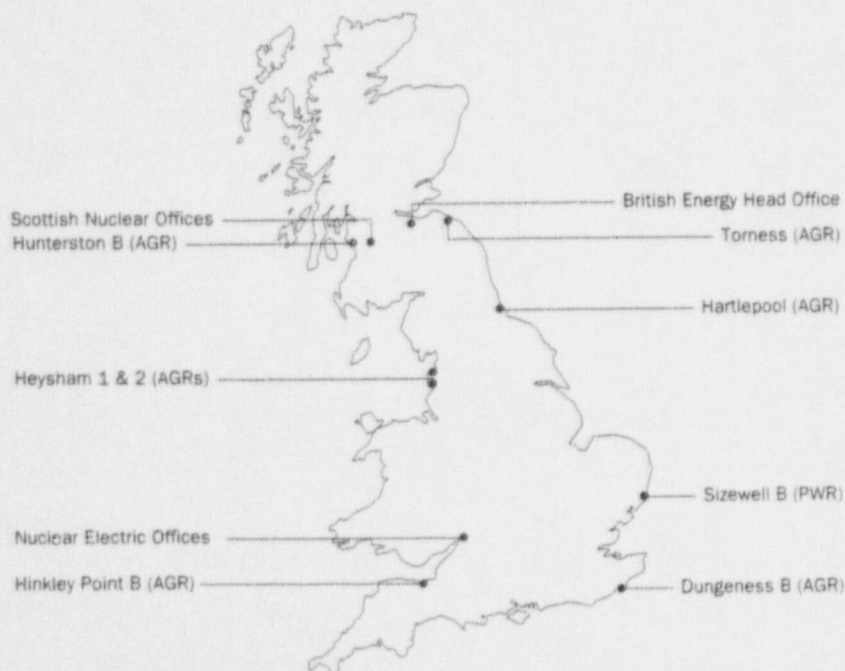 British Energy Head Office
Scottish Nuclear Offices
Torness (AGR)
Hunterston B (AGR)
Hartlepool (AGR)
Heysham 1 & 2 (AGRs)
Sizewell B (PWR)
Nuclear Electric Offices
Hinkley Point B (AGR)
Dungeness B (AGR)